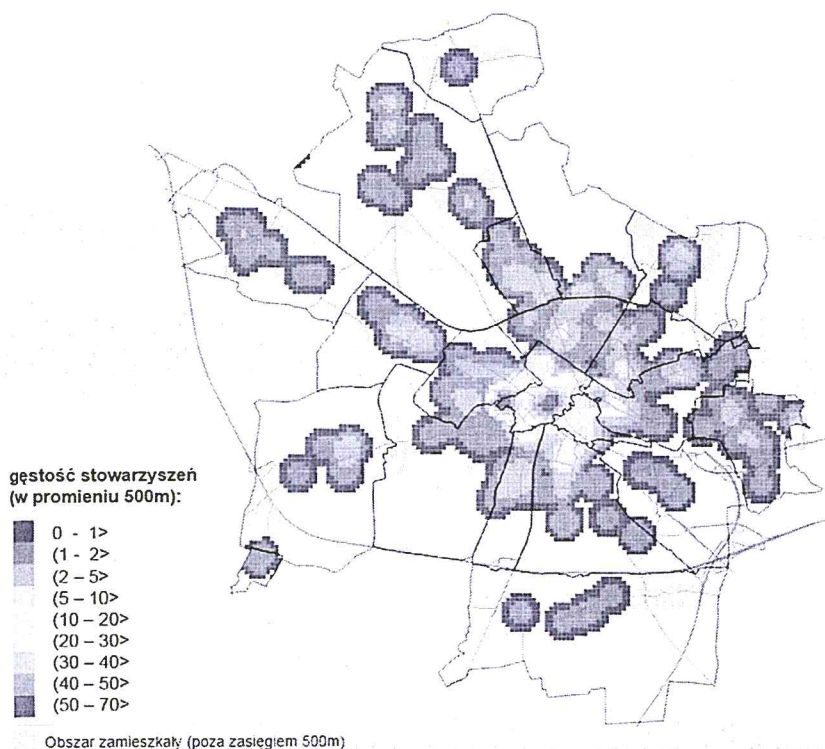 gęstość stowarzyszeń
(w promieniu 500m):
0 - 1>
(1 - 2>
(2 – 5>
(5 – 10>
(10 – 20>
(20 – 30>
(30 – 40>
(40 – 50>
(50 – 70>
Obszar zamieszkały (poza zasięgiem 500m)